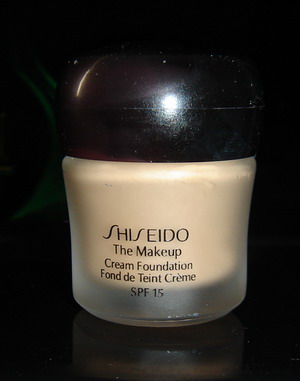 SHISEIDO
The Makeup
Cream Foundation
Fond de Teint Crème
SPF 15